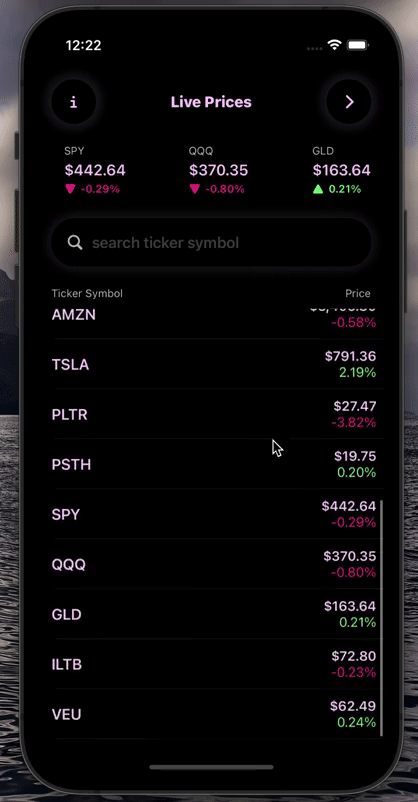 12:22
i
Live Prices
SPY QQQ GLD
$442.64 $370.35 $163.64
-0.29% -0.80% 0.21%
search ticker symbol
Ticker Symbol Price
AMZN
-0.58%
TSLA $791.36
2.19%
PLTR $27.47
-3.82%
PSTH $19.75
0.20%
SPY $442.64
-0.29%
QQQ $370.35
-0.80%
GLD $163.64
0.21%
ILTB $72.80
-0.23%
VEU $62.49
0.24%